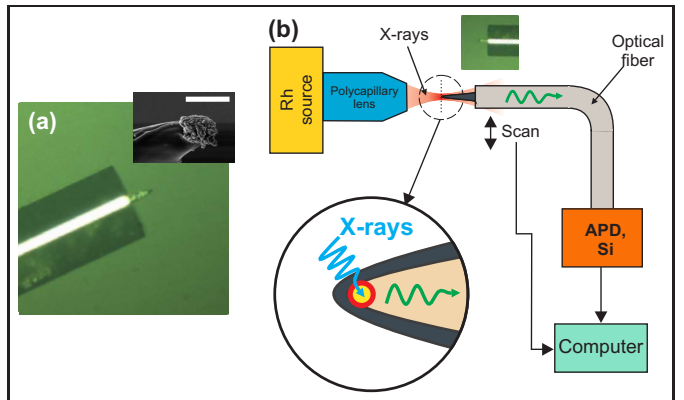 (a)
(b)
X-rays
Optical
fiber
Rh
source
Polycapillary
lens
Scan
X-rays
APD,
Si
Computer